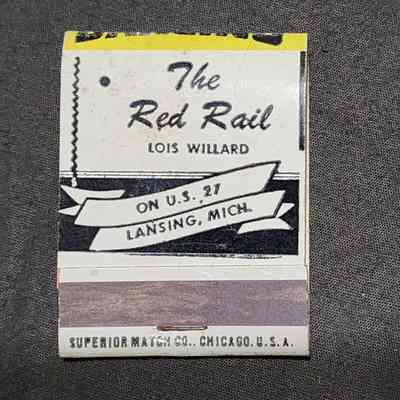 The
Red Rail
LOIS WILLARD
ON U.S. 27
LANSING, MICH.
SUPERIOR MATCH CO., CHICAGO, U.S.A.